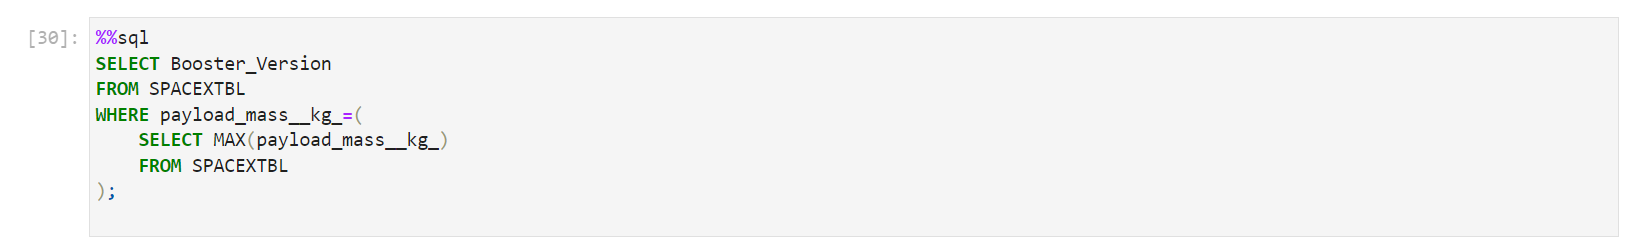 [30]: %%sql
SELECT Booster_Version
FROM SPACEXTBL
WHERE payload_mass__kg_=(
    SELECT MAX(payload_mass__kg_)
    FROM SPACEXTBL
);